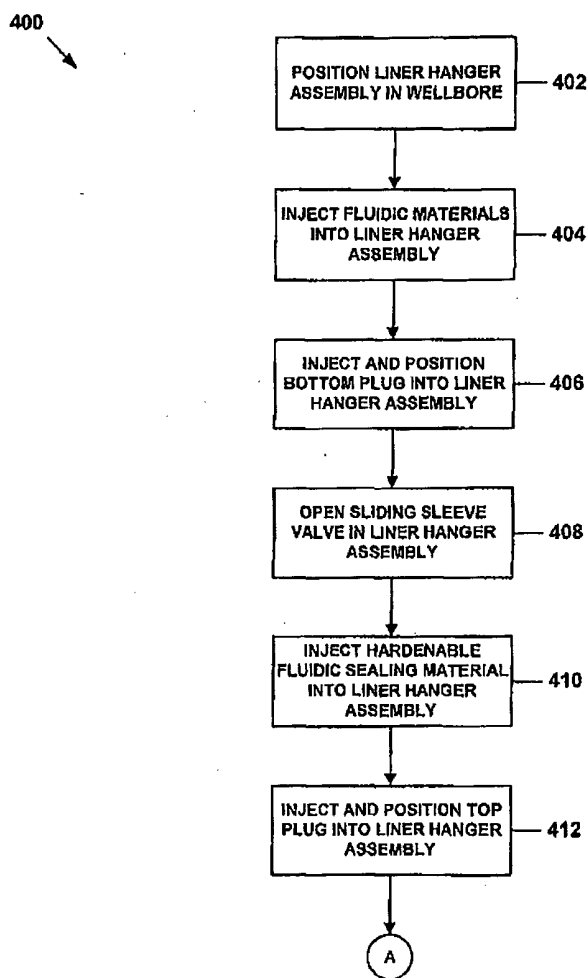 400
POSITION LINER HANGER
ASSEMBLY IN WELLBORE
402
INJECT FLUIDIC MATERIALS
INTO LINER HANGER
ASSEMBLY
404
INJECT AND POSITION
BOTTOM PLUG INTO LINER
HANGER ASSEMBLY
406
OPEN SLIDING SLEEVE
VALVE IN LINER HANGER
ASSEMBLY
408
INJECT HARDENABLE
FLUIDIC SEALING MATERIAL
INTO LINER HANGER
ASSEMBLY
410
INJECT AND POSITION TOP
PLUG INTO LINER HANGER
ASSEMBLY
412
A